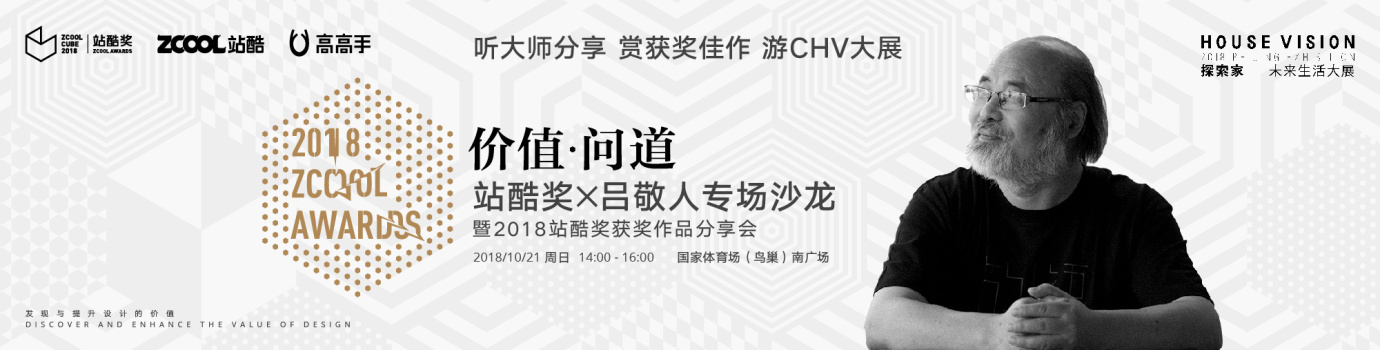 ZCOOL
CUBE
2018
站酷奖
ZCOOL AWARDS
ZCOOL站酷
高高手
听大师分享 赏获奖佳作 游CHV大展
HOUSE VISION
探索家 未来生活大展
2018
ZCOOL
AWARDS
价值·问道
站酷奖×吕敬人专场沙龙
暨2018站酷奖获奖作品分享会
2018/10/21 周日 14:00 - 16:00 国家体育场（鸟巢）南广场
发现与提升设计的价值
DISCOVER AND ENHANCE THE VALUE OF DESIGN